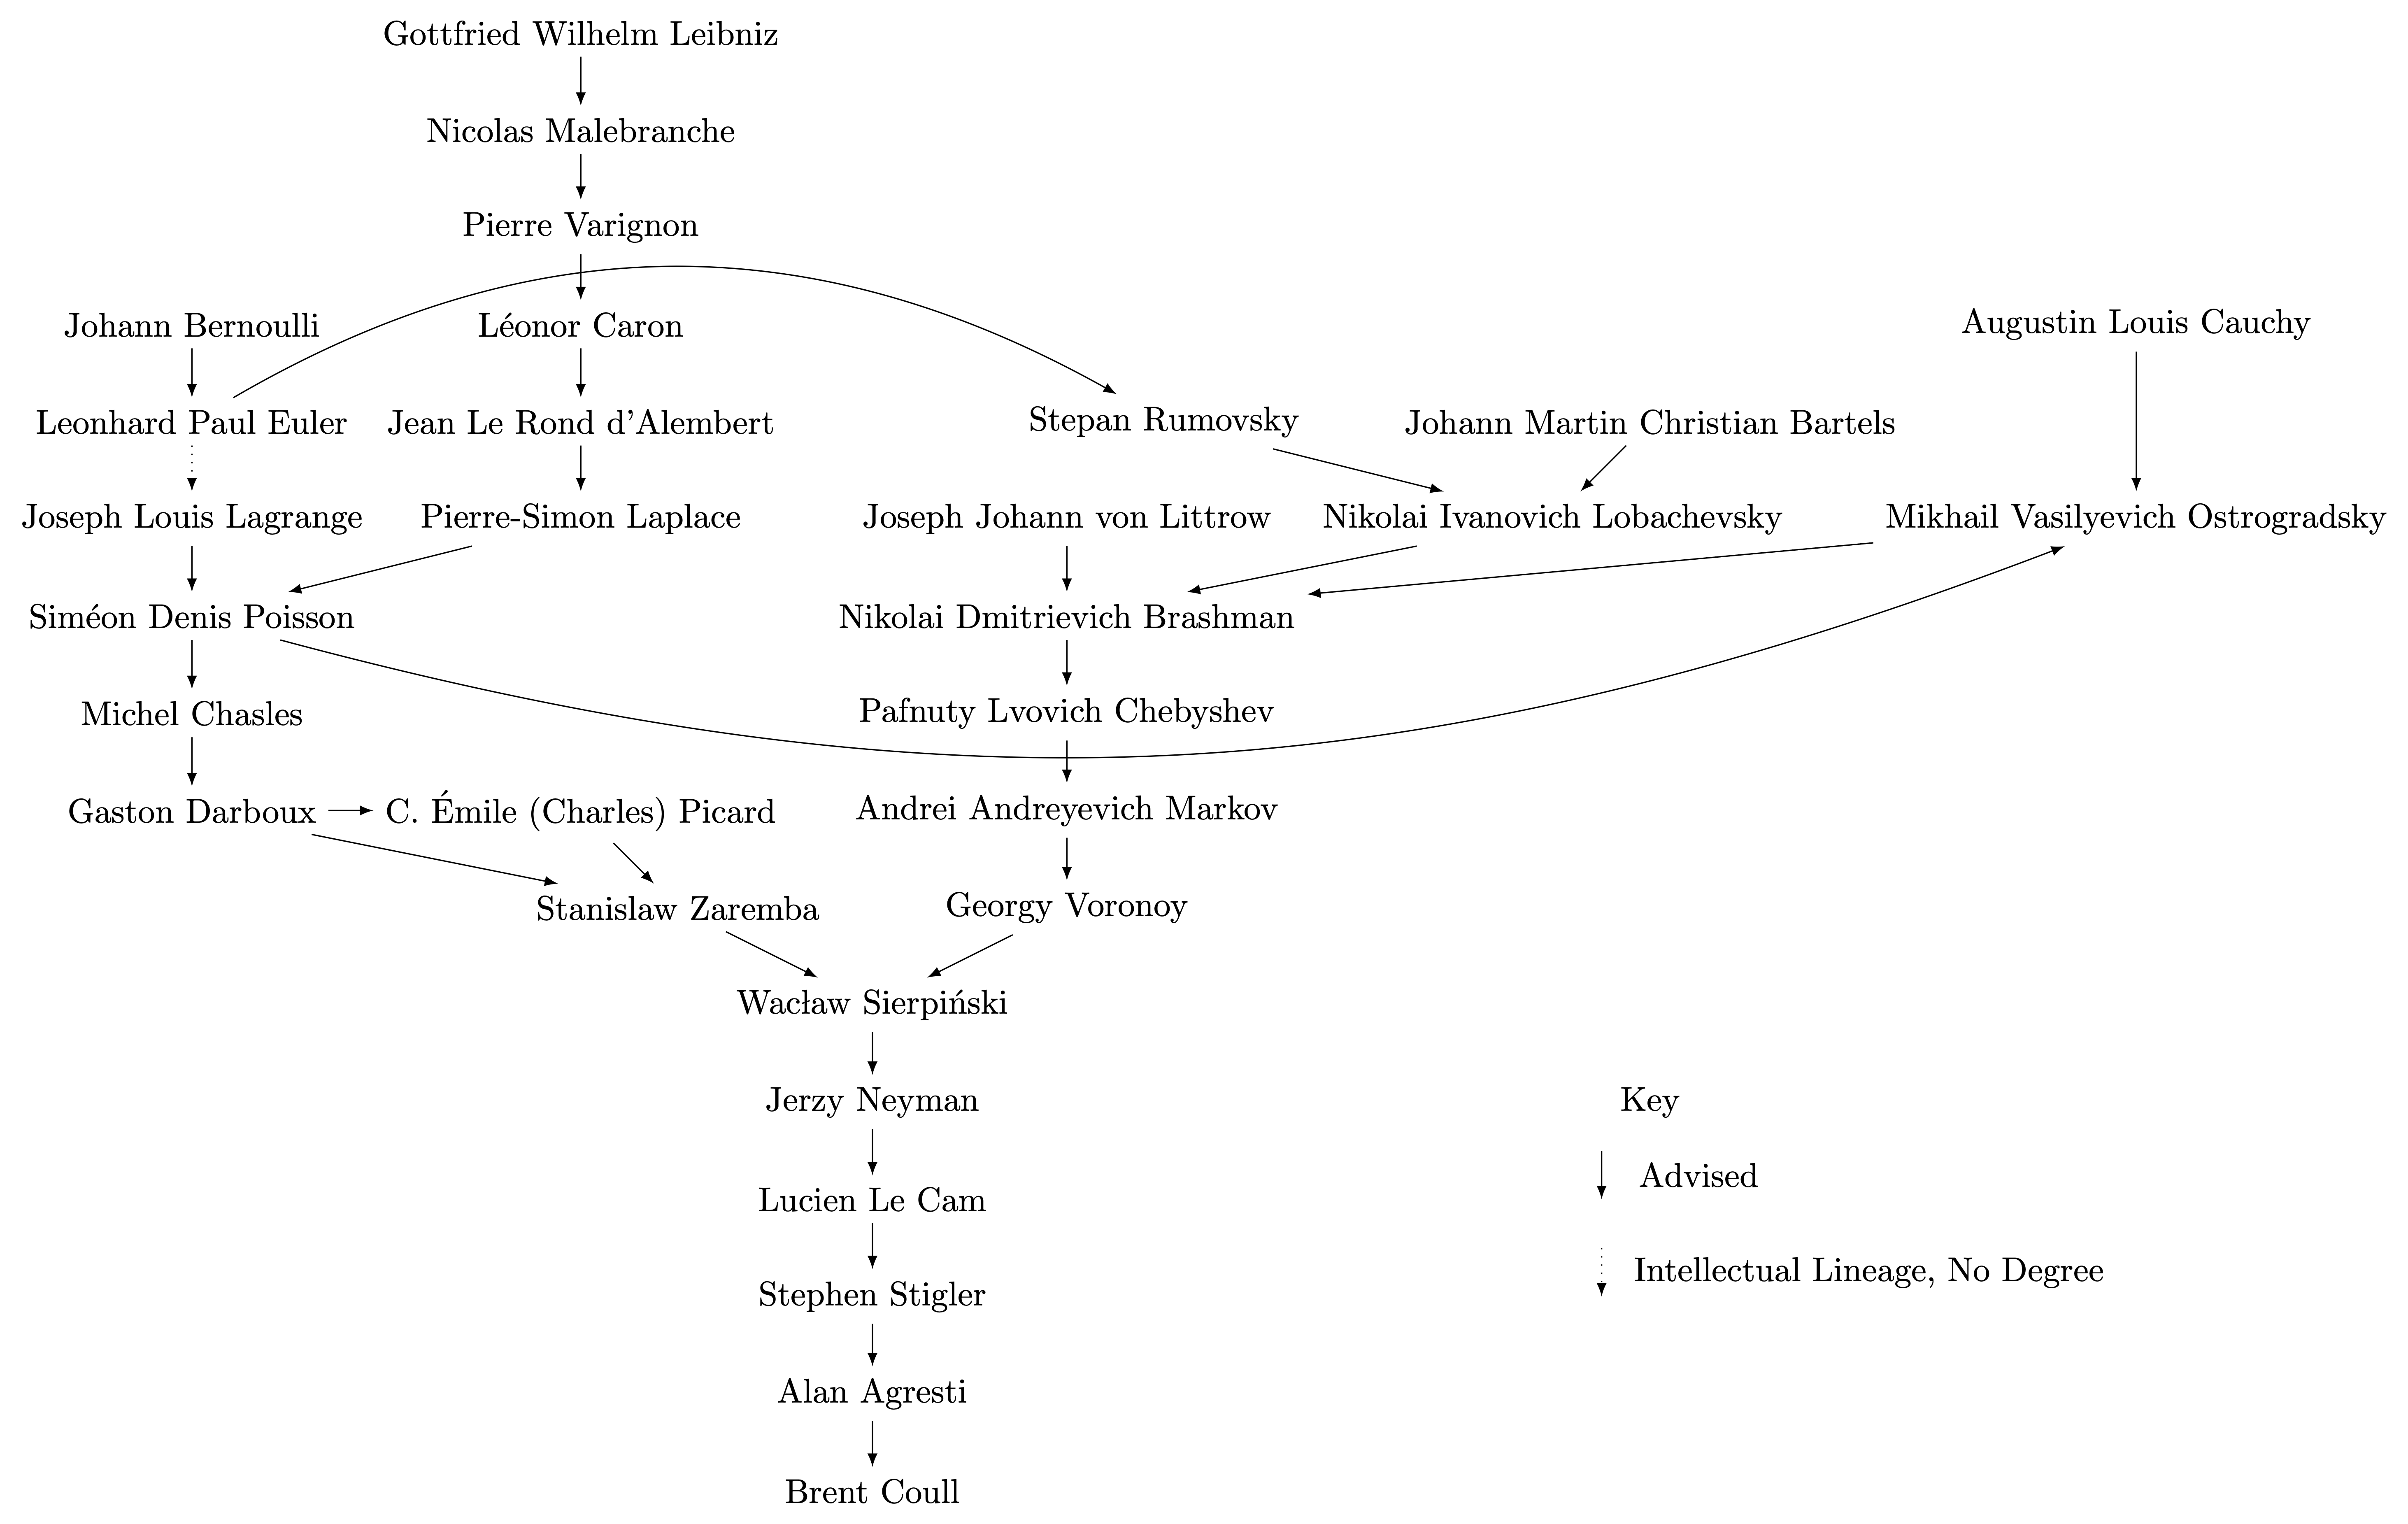 Gottfried Wilhelm Leibniz
Nicolas Malebranche
Pierre Varignon
Johann Bernoulli
Léonor Caron
Augustin Louis Cauchy
Leonhard Paul Euler
Jean Le Rond d'Alembert
Stepan Rumovsky
Johann Martin Christian Bartels
Joseph Louis Lagrange
Pierre-Simon Laplace
Joseph Johann von Littrow
Nikolai Ivanovich Lobachevsky
Mikhail Vasilyevich Ostrogradsky
Siméon Denis Poisson
Nikolai Dmitrievich Brashman
Michel Chasles
Pafnuty Lvovich Chebyshev
Gaston Darboux
C. Émile (Charles) Picard
Andrei Andreyevich Markov
Stanislaw Zaremba
Georgy Voronoy
Wacław Sierpiński
Jerzy Neyman
Key
Lucien Le Cam
Advised
Stephen Stigler
Intellectual Lineage, No Degree
Alan Agresti
Brent Coull